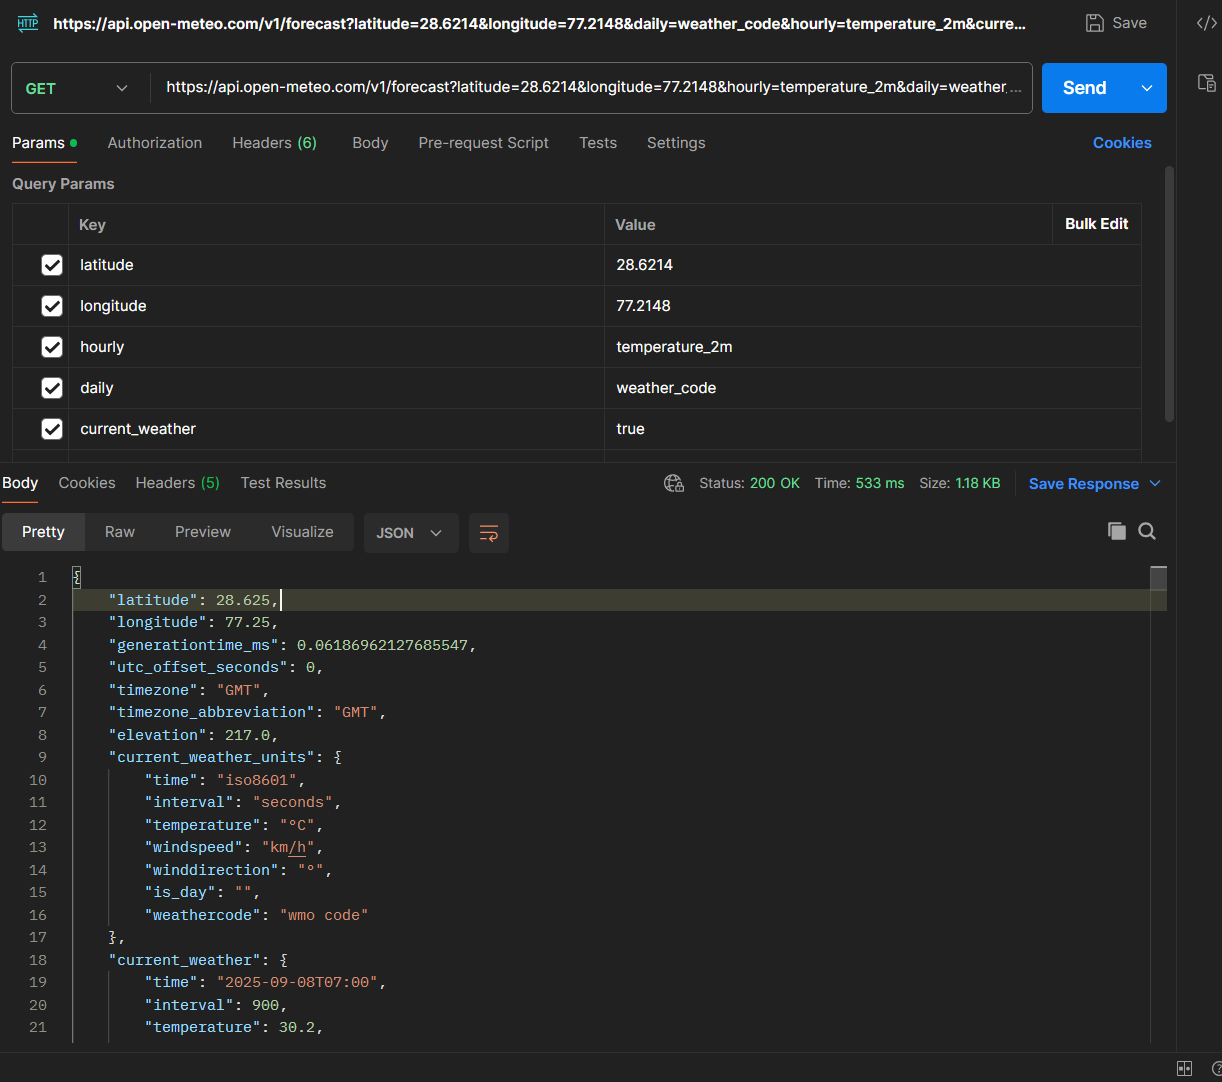 HTTP https://api.open-meteo.com/v1/forecast?latitude=28.6214&longitude=77.2148&daily=weather_code&hourly=temperature_2m&curre... Save
GET https://api.open-meteo.com/v1/forecast?latitude=28.6214&longitude=77.2148&hourly=temperature_2m&daily=weather_... Send
Params Authorization Headers (6) Body Pre-request Script Tests Settings Cookies
Query Params
Key Value Bulk Edit
latitude 28.6214
longitude 77.2148
hourly temperature_2m
daily weather_code
current_weather true
Body Cookies Headers (5) Test Results Status: 200 OK Time: 533 ms Size: 1.18 KB Save Response
Pretty Raw Preview Visualize JSON
1 {
2 "latitude": 28.625,
3 "longitude": 77.25,
4 "generationtime_ms": 0.06186962127685547,
5 "utc_offset_seconds": 0,
6 "timezone": "GMT",
7 "timezone_abbreviation": "GMT",
8 "elevation": 217.0,
9 "current_weather_units": {
10 "time": "iso8601",
11 "interval": "seconds",
12 "temperature": "°C",
13 "windspeed": "km/h",
14 "winddirection": "°",
15 "is_day": "",
16 "weathercode": "wmo code"
17 },
18 "current_weather": {
19 "time": "2025-09-08T07:00",
20 "interval": 900,
21 "temperature": 30.2,